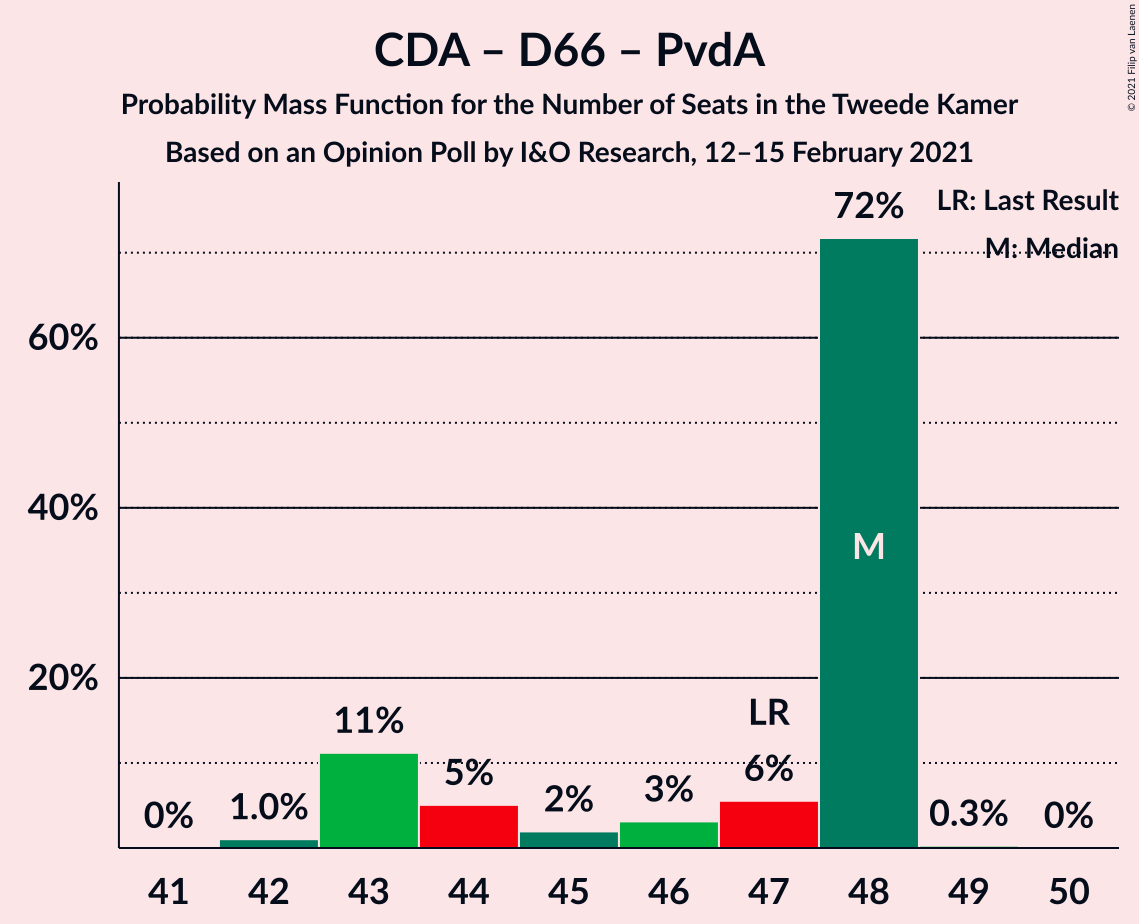 CDA – D66 – PvdA
Probability Mass Function for the Number of Seats in the Tweede Kamer
Based on an Opinion Poll by I&O Research, 12–15 February 2021
© 2021 Filip van Laenen
LR: Last Result
M: Median
60%
40%
20%
0%
1.0%
11%
5%
2%
3%
LR
6%
72%
M
0.3%
0%
41 42 43 44 45 46 47 48 49 50